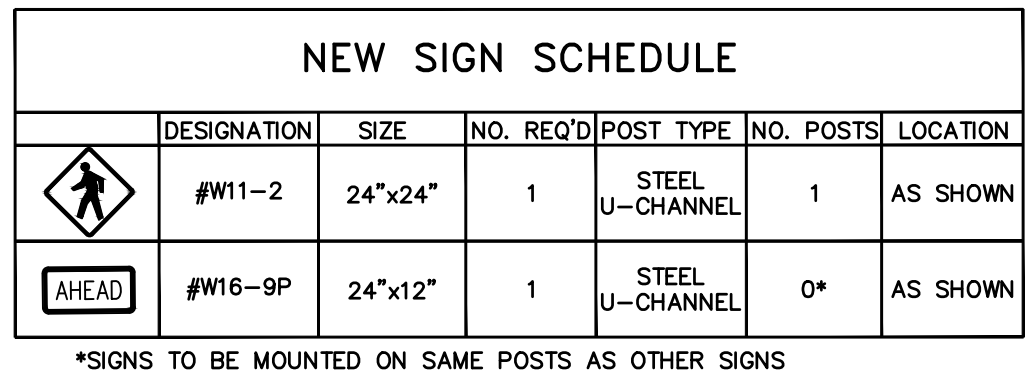 NEW SIGN SCHEDULE
DESIGNATION SIZE NO. REQ'D POST TYPE NO. POSTS LOCATION
#W11-2 24"x24" 1 STEEL U-CHANNEL 1 AS SHOWN
AHEAD #W16-9P 24"x12" 1 STEEL U-CHANNEL 0* AS SHOWN
*SIGNS TO BE MOUNTED ON SAME POSTS AS OTHER SIGNS